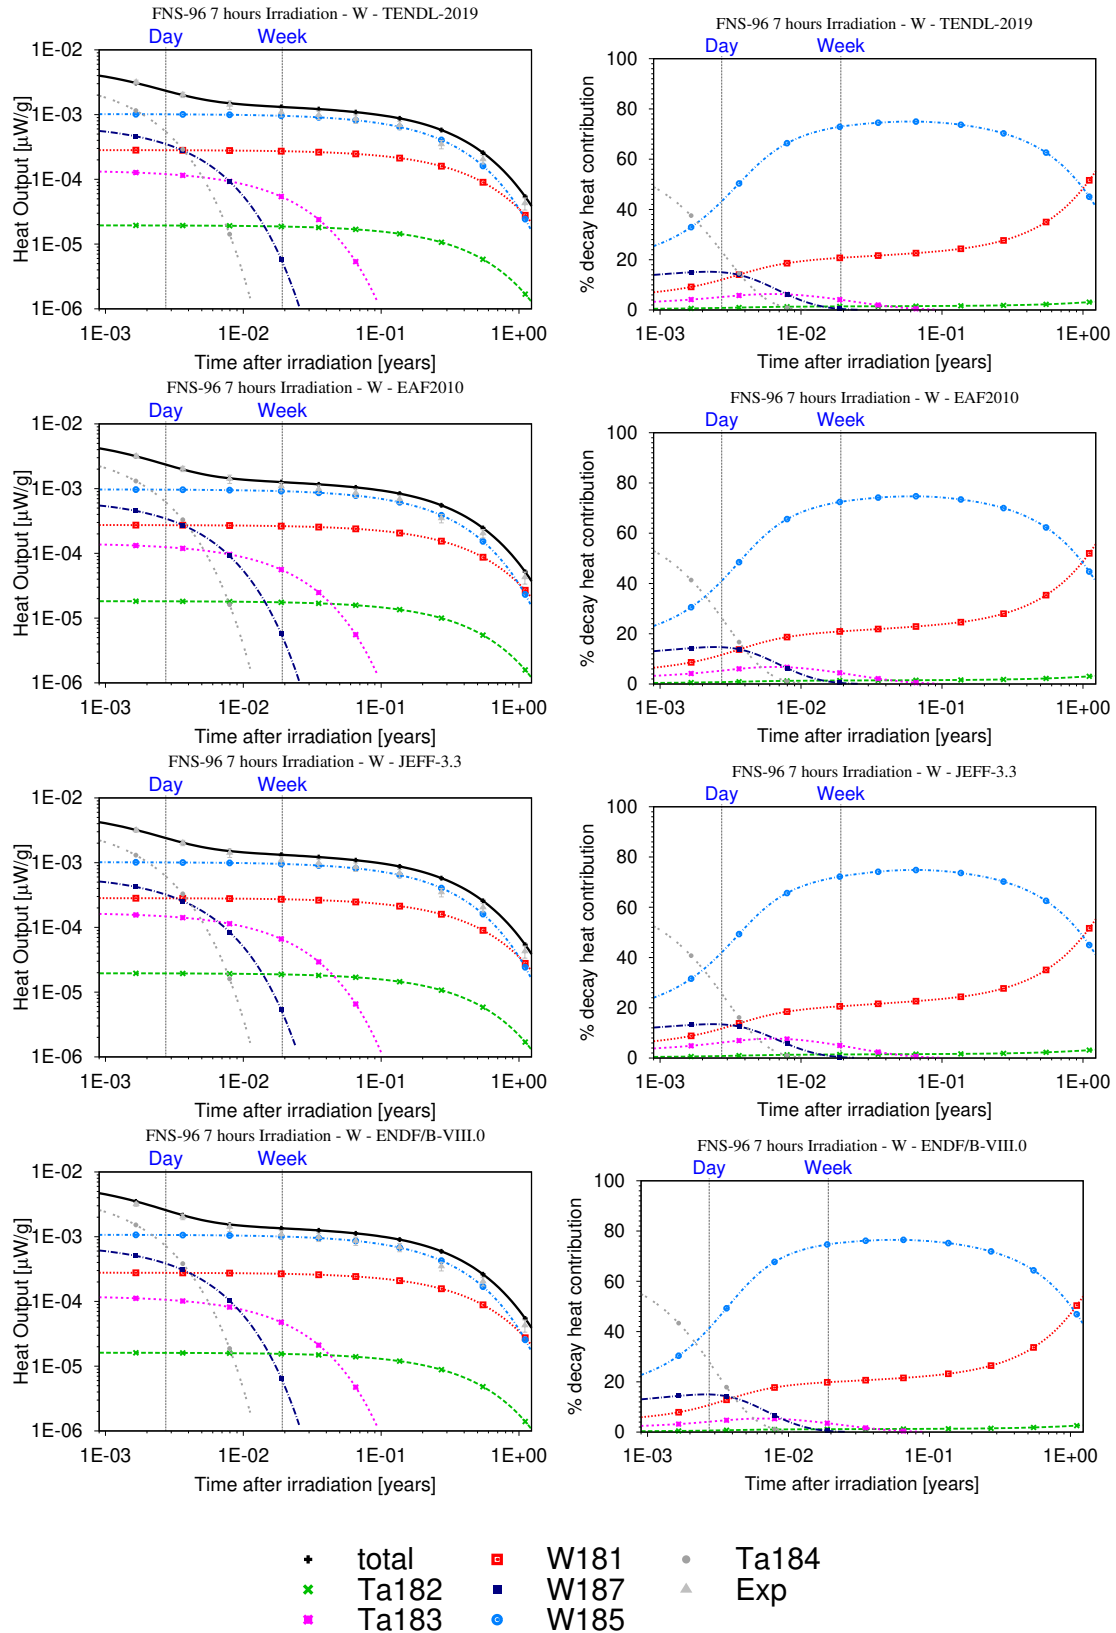 FNS-96 7 hours Irradiation - W - TENDL-2019
Day Week
Heat Output [μW/g]
1E-02
1E-03
1E-04
1E-05
1E-06
1E-03 1E-02 1E-01 1E+00
Time after irradiation [years]
FNS-96 7 hours Irradiation - W - TENDL-2019
Day Week
% decay heat contribution
100
80
60
40
20
0
1E-03 1E-02 1E-01 1E+00
Time after irradiation [years]
FNS-96 7 hours Irradiation - W - EAF2010
Day Week
Heat Output [μW/g]
1E-02
1E-03
1E-04
1E-05
1E-06
1E-03 1E-02 1E-01 1E+00
Time after irradiation [years]
FNS-96 7 hours Irradiation - W - EAF2010
Day Week
% decay heat contribution
100
80
60
40
20
0
1E-03 1E-02 1E-01 1E+00
Time after irradiation [years]
FNS-96 7 hours Irradiation - W - JEFF-3.3
Day Week
Heat Output [μW/g]
1E-02
1E-03
1E-04
1E-05
1E-06
1E-03 1E-02 1E-01 1E+00
Time after irradiation [years]
FNS-96 7 hours Irradiation - W - JEFF-3.3
Day Week
% decay heat contribution
100
80
60
40
20
0
1E-03 1E-02 1E-01 1E+00
Time after irradiation [years]
FNS-96 7 hours Irradiation - W - ENDF/B-VIII.0
Day Week
Heat Output [μW/g]
1E-02
1E-03
1E-04
1E-05
1E-06
1E-03 1E-02 1E-01 1E+00
Time after irradiation [years]
FNS-96 7 hours Irradiation - W - ENDF/B-VIII.0
Day Week
% decay heat contribution
100
80
60
40
20
0
1E-03 1E-02 1E-01 1E+00
Time after irradiation [years]
total W181 Ta184
Ta182 W187 Exp
Ta183 W185